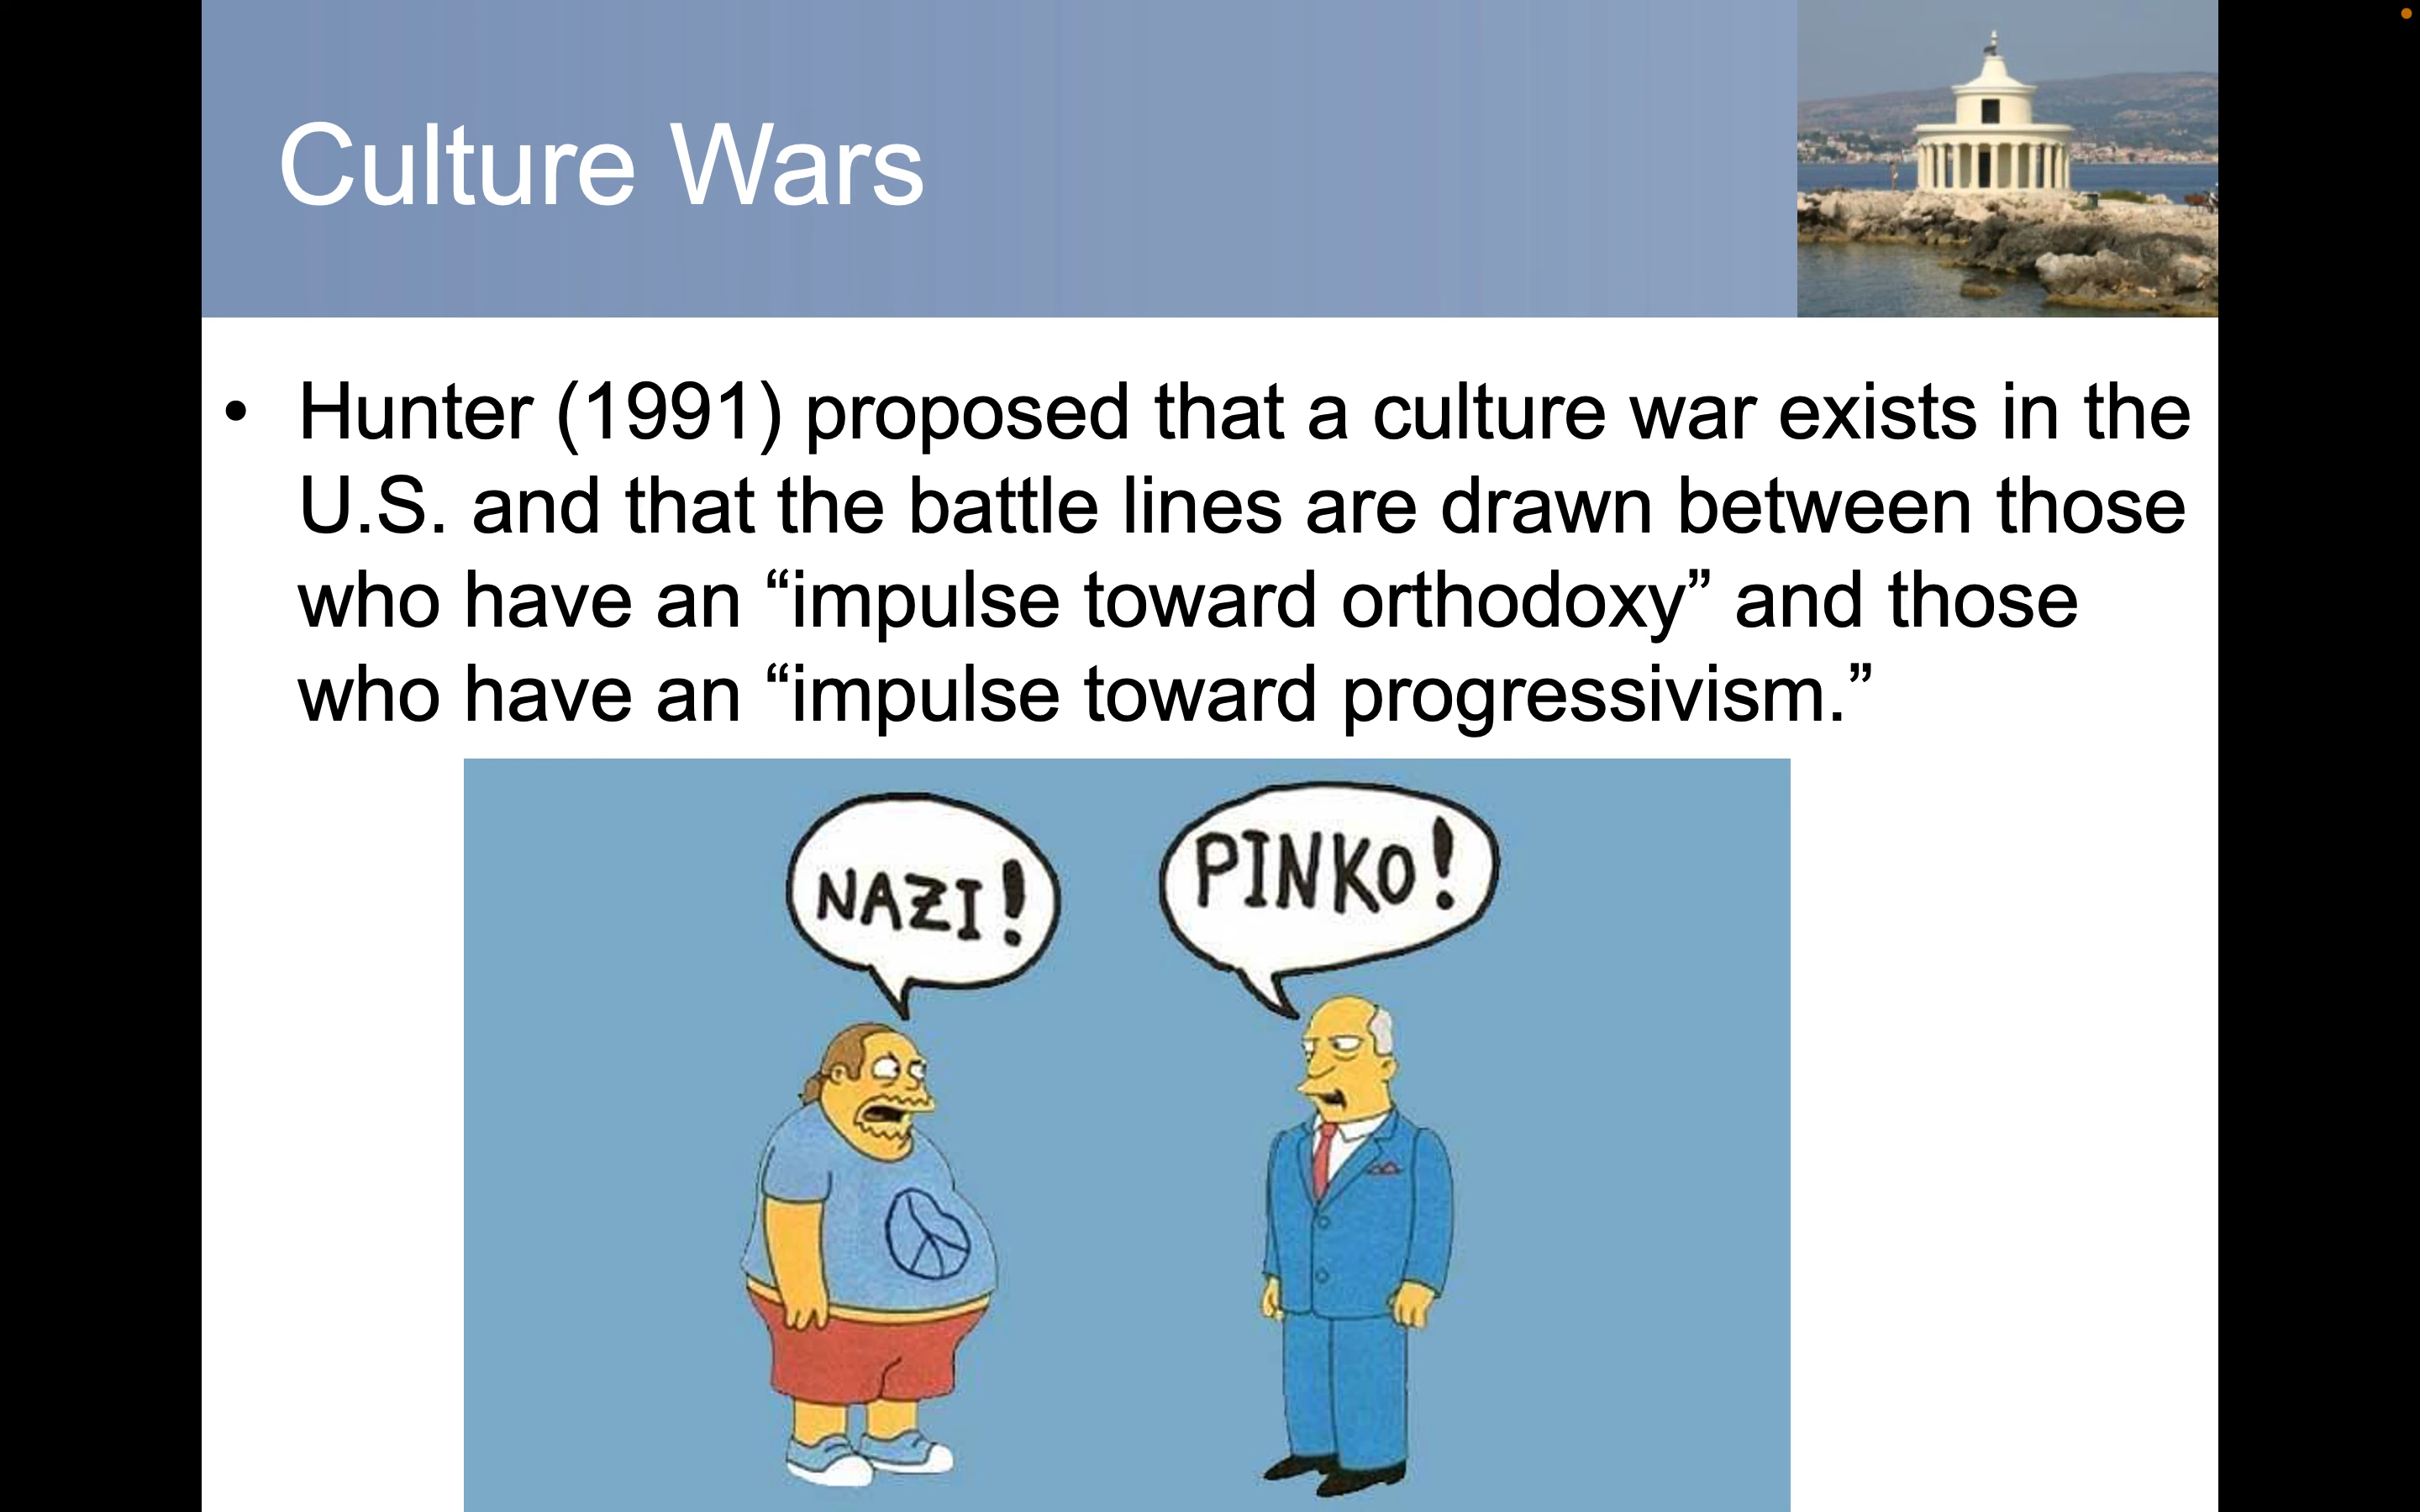 Culture Wars
• Hunter (1991) proposed that a culture war exists in the
U.S. and that the battle lines are drawn between those
who have an “impulse toward orthodoxy” and those
who have an “impulse toward progressivism.”
NAZI!
PINKO!